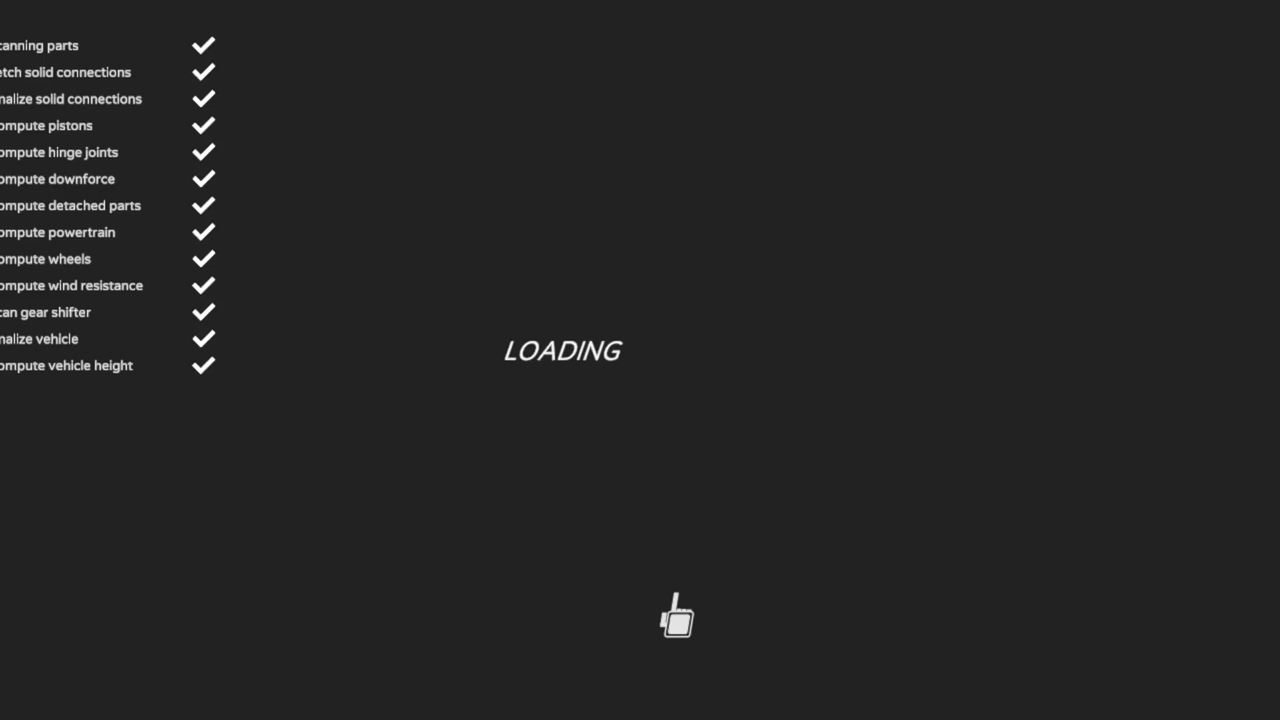 canning parts
etch solid connections
nalize solid connections
ompute pistons
ompute hinge joints
ompute downforce
ompute detached parts
ompute powertrain
ompute wheels
ompute wind resistance
can gear shifter
nalize vehicle
ompute vehicle height
LOADING